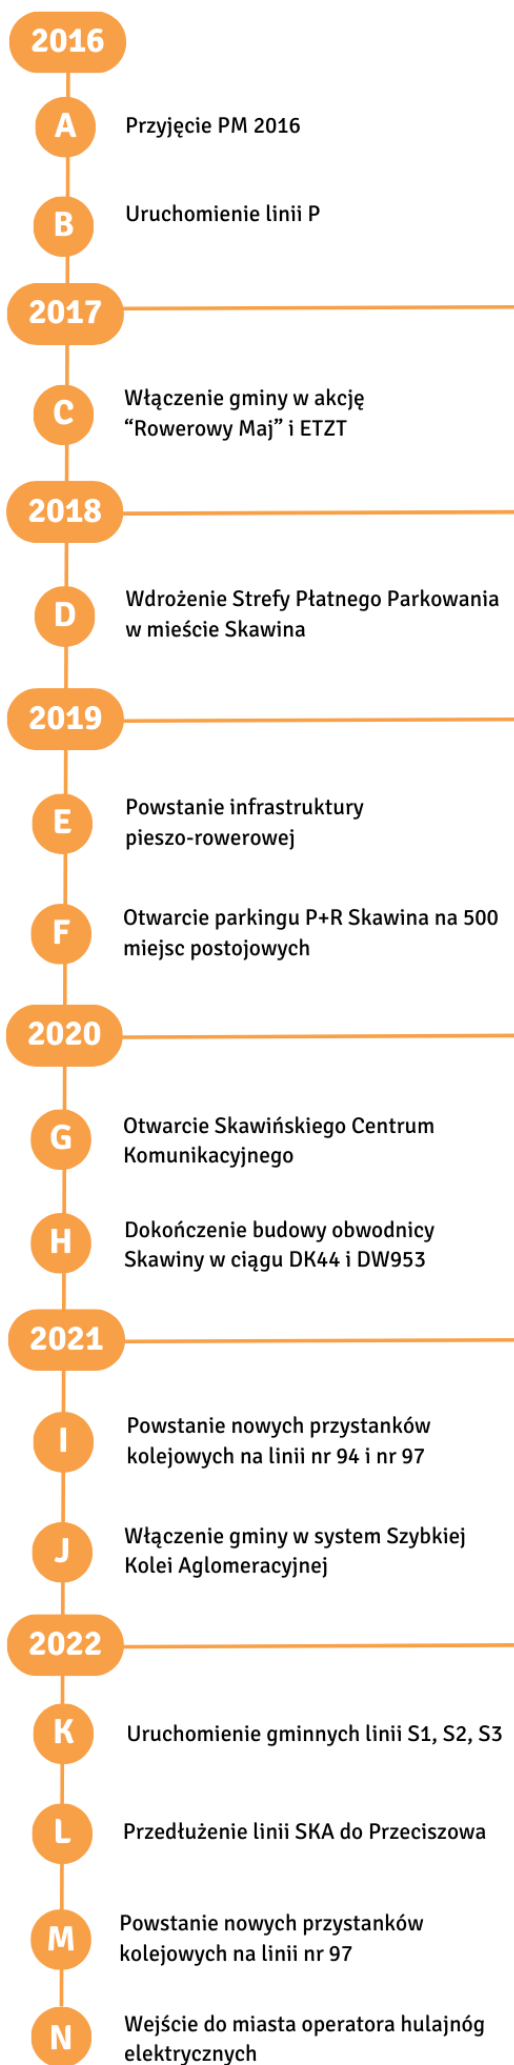 2016
A
Przyjęcie PM 2016
B
Uruchomienie linii P
2017
C
Włączenie gminy w akcję
“Rowerowy Maj” i ETZT
2018
D
Wdrożenie Strefy Płatnego Parkowania
w mieście Skawina
2019
E
Powstanie infrastruktury
pieszo-rowerowej
F
Otwarcie parkingu P+R Skawina na 500
miejsc postojowych
2020
G
Otwarcie Skawińskiego Centrum
Komunikacyjnego
H
Dokończenie budowy obwodnicy
Skawiny w ciągu DK44 i DW953
2021
I
Powstanie nowych przystanków
kolejowych na linii nr 94 i nr 97
J
Włączenie gminy w system Szybkiej
Kolei Aglomeracyjnej
2022
K
Uruchomienie gminnych linii S1, S2, S3
L
Przedłużenie linii SKA do Przeciszowa
M
Powstanie nowych przystanków
kolejowych na linii nr 97
N
Wejście do miasta operatora hulajnóg
elektrycznych